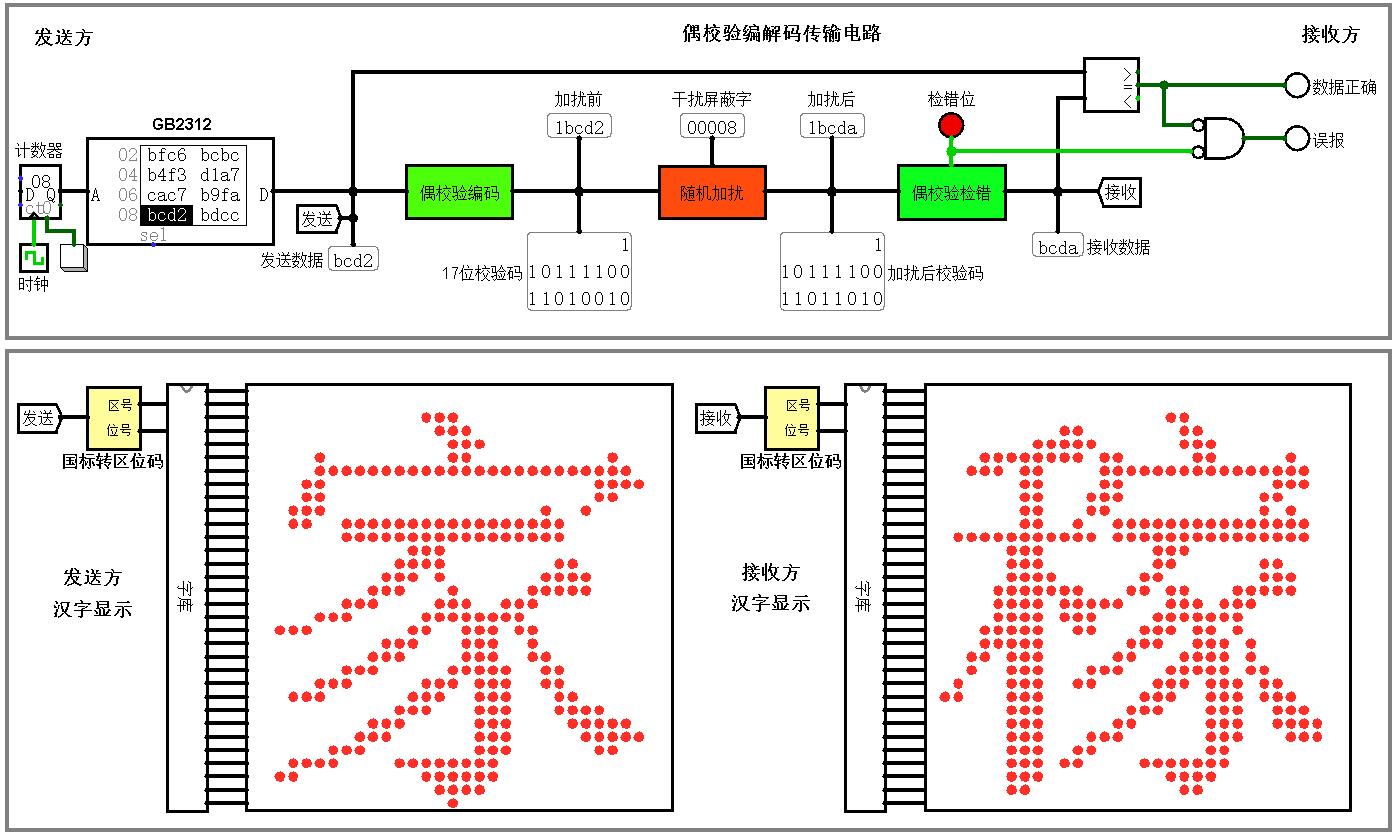 发送方
偶校验编解码传输电路
接收方
GB2312
计数器
08
D Q
ct0
时钟
A
02 bfc6 bcbc
04 b4f3 d1a7
06 cac7 b9fa
08 bcd2 bdcc
sel
D
发送
发送数据 bcd2
偶校验编码
加扰前
1bcd2
17位校验码
1
10111100
11010010
干扰屏蔽字
00008
随机加扰
加扰后
1bcda
1
10111100
11011010
加扰后校验码
检错位
偶校验检错
接收
bcda 接收数据
>
=
<
数据正确
误报
发送
区号
位号
国标转区位码
字库
发送方
汉字显示
家
接收
区号
位号
国标转区位码
字库
接收方
汉字显示
稼